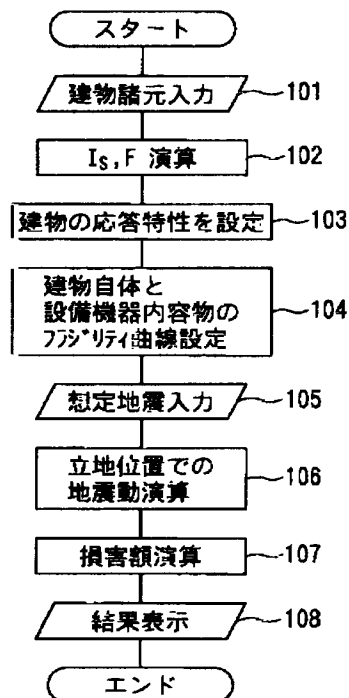 スタート
建物諸元入力 101
IS,F 演算 102
建物の応答特性を設定 103
建物自体と
設備機器内容物の
フラジリティ曲線設定 104
想定地震入力 105
立地位置での
地震動演算 106
損害額演算 107
結果表示 108
エンド